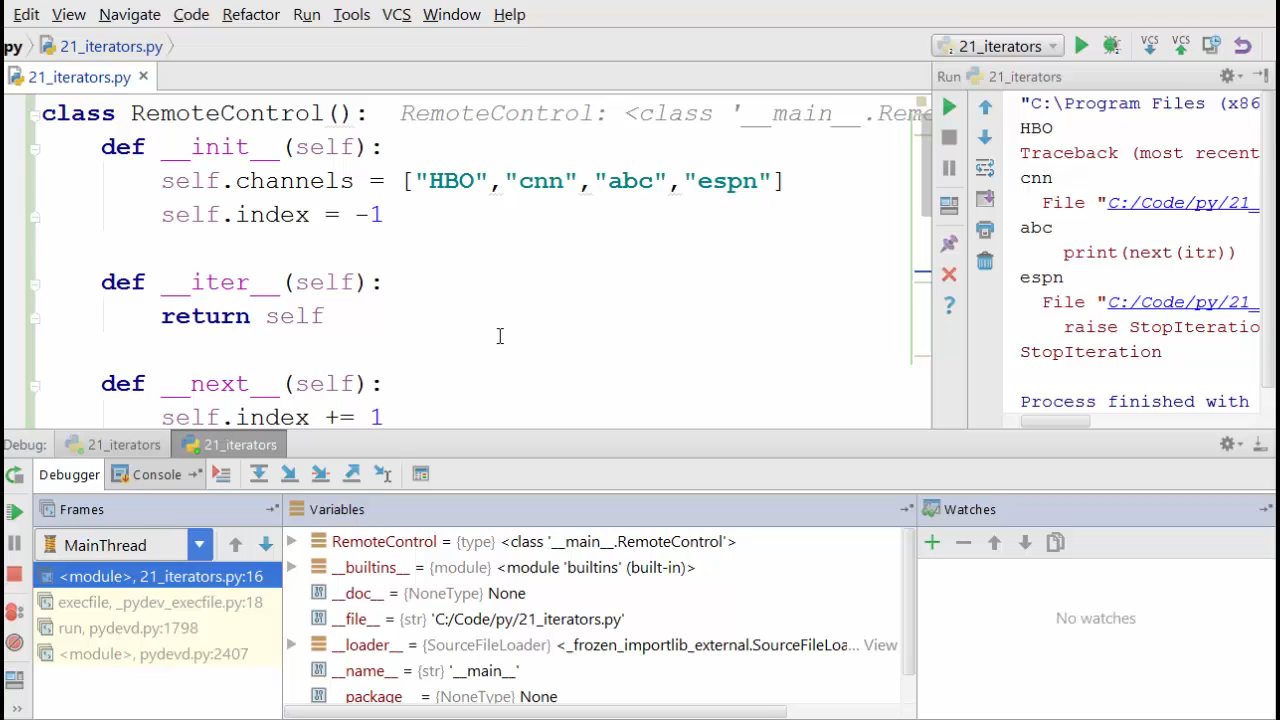 Edit View Navigate Code Refactor Run Tools VCS Window Help
py 21_iterators.py 21_iterators VCS VCS
21_iterators.py Run 21_iterators
class RemoteControl(): RemoteControl: <class '__main__.Reme
def __init__(self):
self.channels = ["HBO","cnn","abc","espn"]
self.index = -1
def __iter__(self):
return self
def __next__(self):
self.index += 1
"C:\Program Files (x86
HBO
Traceback (most recent
cnn
File "C:/Code/py/21_
abc
print(next(itr))
espn
File "C:/Code/py/21_
raise StopIteratio
StopIteration
Process finished with
Debug: 21_iterators 21_iterators
Debugger Console
Frames
MainThread
<module>, 21_iterators.py:16
execfile, _pydev_execfile.py:18
run, pydevd.py:1798
<module>, pydevd.py:2407
Variables
RemoteControl = {type} <class '__main__.RemoteControl'>
__builtins__ = {module} <module 'builtins' (built-in)>
__doc__ = {NoneType} None
__file__ = {str} 'C:/Code/py/21_iterators.py'
__loader__ = {SourceFileLoader} <_frozen_importlib_external.SourceFileLoa... View
__name__ = {str} '__main__'
__package__ = {NoneType} None
Watches
No watches